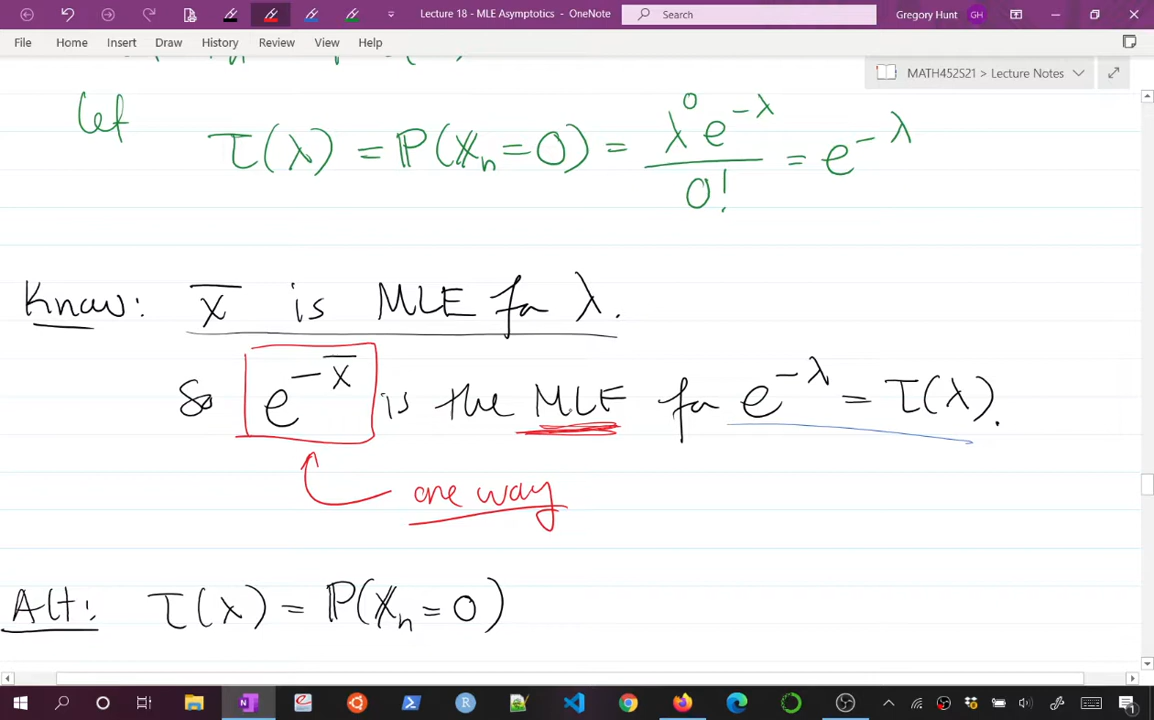 Lecture 18 - MLE Asymptotics - OneNote
Search
Gregory Hunt GH
File Home Insert Draw History Review View Help
MATH452S21 > Lecture Notes
let τ(λ) = ℙ(Xₙ=0) = λ⁰e^{-λ} / 0! = e^{-λ}
Know: X̄ is MLE for λ.
So e^{-X̄} is the MLE for e^{-λ} = τ(λ).
one way
Alt: τ(λ) = ℙ(Xₙ=0)